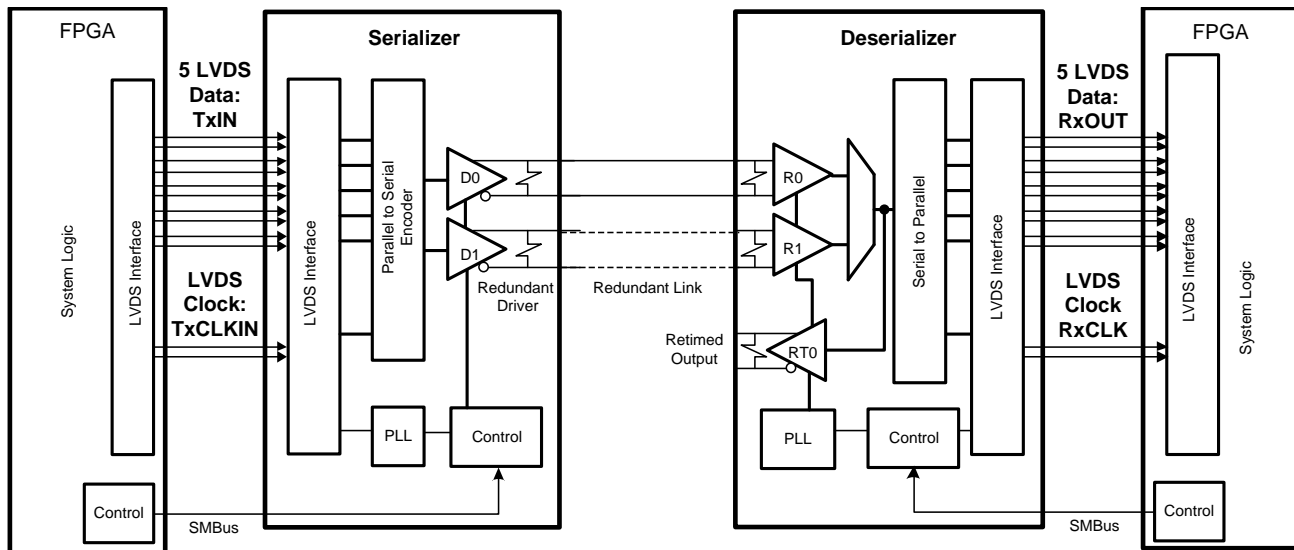 FPGA
System Logic
LVDS Interface
Control
SMBus
5 LVDS
Data:
TxIN
LVDS
Clock:
TxCLKIN
Serializer
LVDS Interface
Parallel to Serial
Encoder
D0
D1
PLL
Control
Redundant
Driver
Redundant Link
Retimed
Output
Deserializer
R0
R1
RT0
PLL
Control
Serial to Parallel
LVDS Interface
5 LVDS
Data:
RxOUT
LVDS
Clock
RxCLK
SMBus
FPGA
LVDS Interface
System Logic
Control